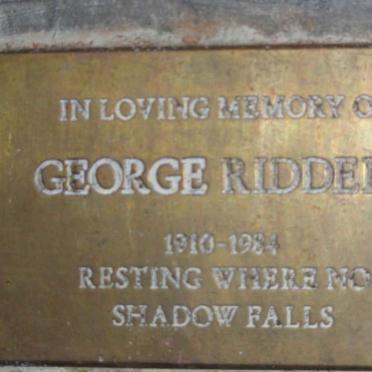 IN LOVING MEMORY O
GEORGE RIDDE
1910-1984
RESTING WHERE NO
SHADOW FALLS